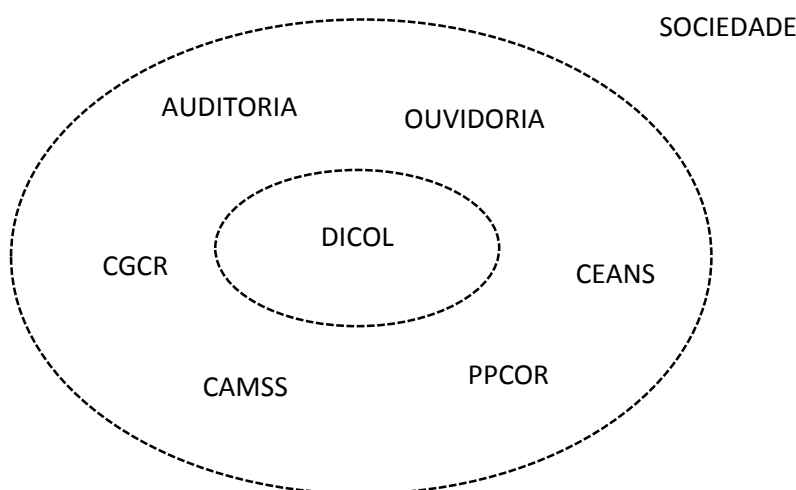 SOCIEDADE
AUDITORIA
OUVIDORIA
DICOL
CGCR
CEANS
CAMSS
PPCOR